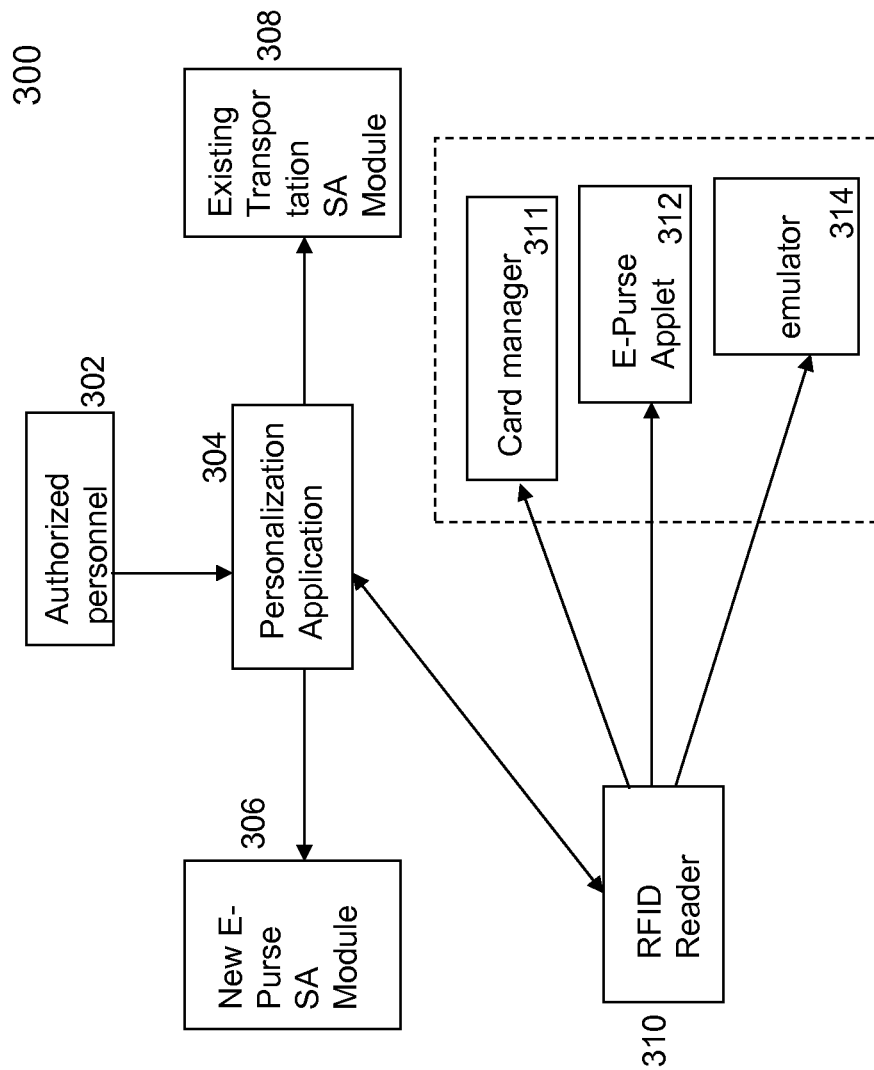 300
Authorized
personnel
302
304
Personalization
Application
306
New E-
Purse
SA
Module
308
Existing
Transpor
tation
SA
Module
310
RFID
Reader
Card manager
311
E-Purse
Applet
312
emulator
314